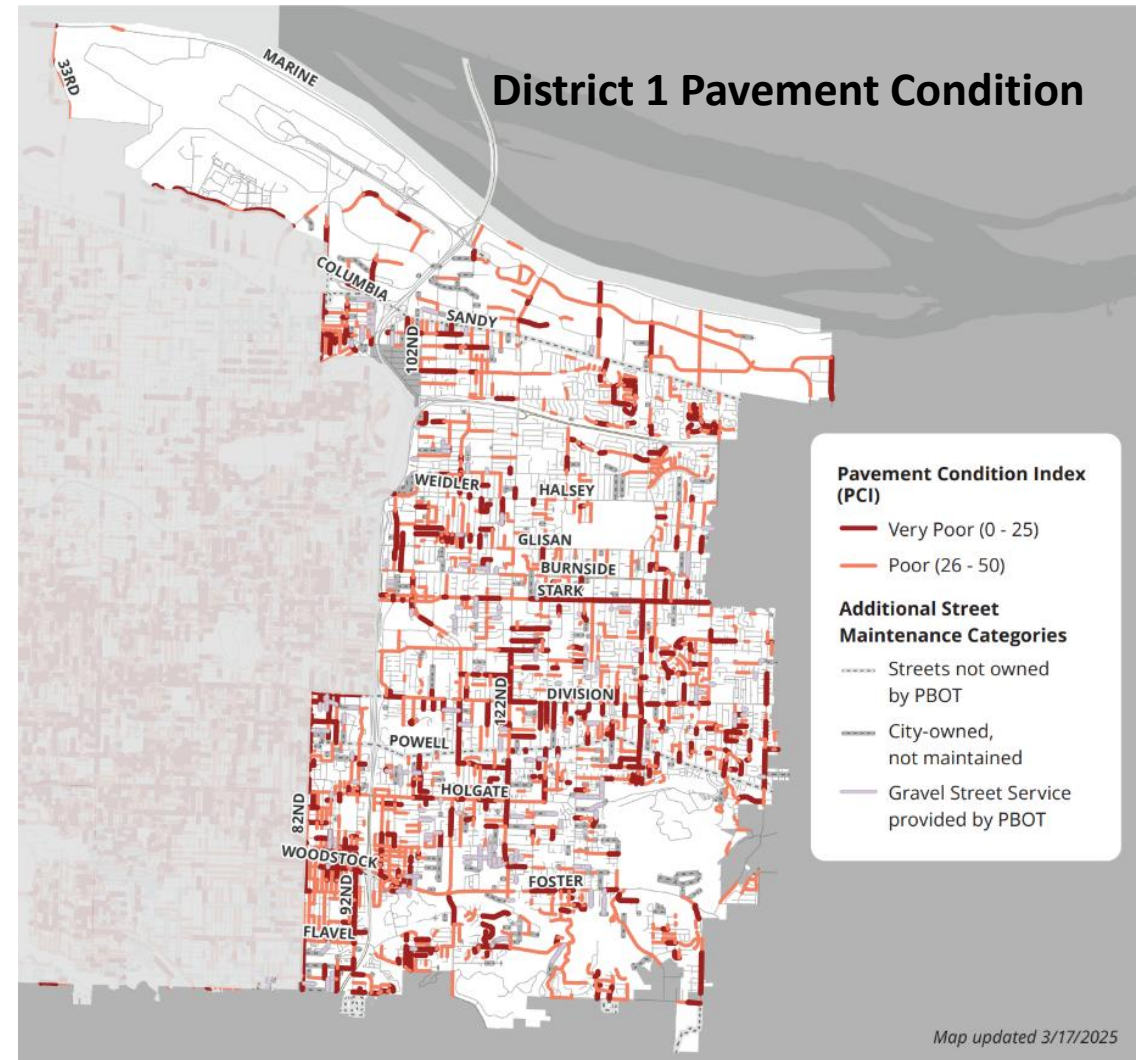 District 1 Pavement Condition
33RD
MARINE
COLUMBIA
SANDY
102ND
WEIDLER
HALSEY
GLISAN
BURNSIDE
STARK
122ND
DIVISION
POWELL
HOLGATE
82ND
WOODSTOCK
92ND
FOSTER
FLAVEL
Pavement Condition Index
(PCI)
Very Poor (0 - 25)
Poor (26 - 50)
Additional Street
Maintenance Categories
Streets not owned
by PBOT
City-owned,
not maintained
Gravel Street Service
provided by PBOT
Map updated 3/17/2025